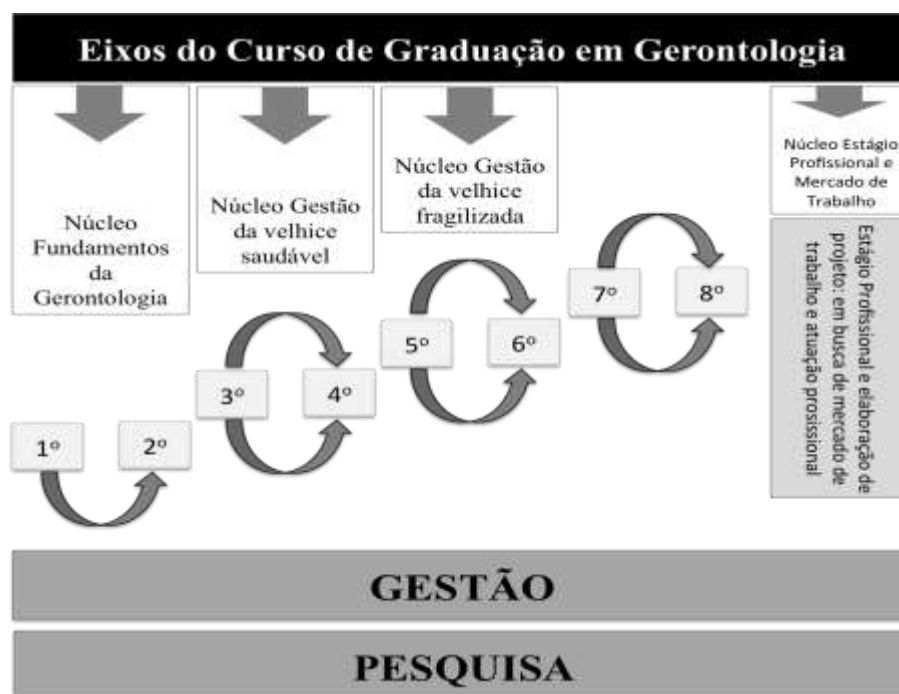 Eixos do Curso de Graduação em Gerontologia
Núcleo
Fundamentos
da
Gerontologia
Núcleo Gestão
da velhice
saudável
Núcleo Gestão
da velhice
fragilizada
Núcleo Estágio
Profissional e
Mercado de
Trabalho
1º
2º
3º
4º
5º
6º
7º
8º
Estágio Profissional e elaboração de
projeto: em busca de mercado de
trabalho e atuação prosissional
GESTÃO
PESQUISA